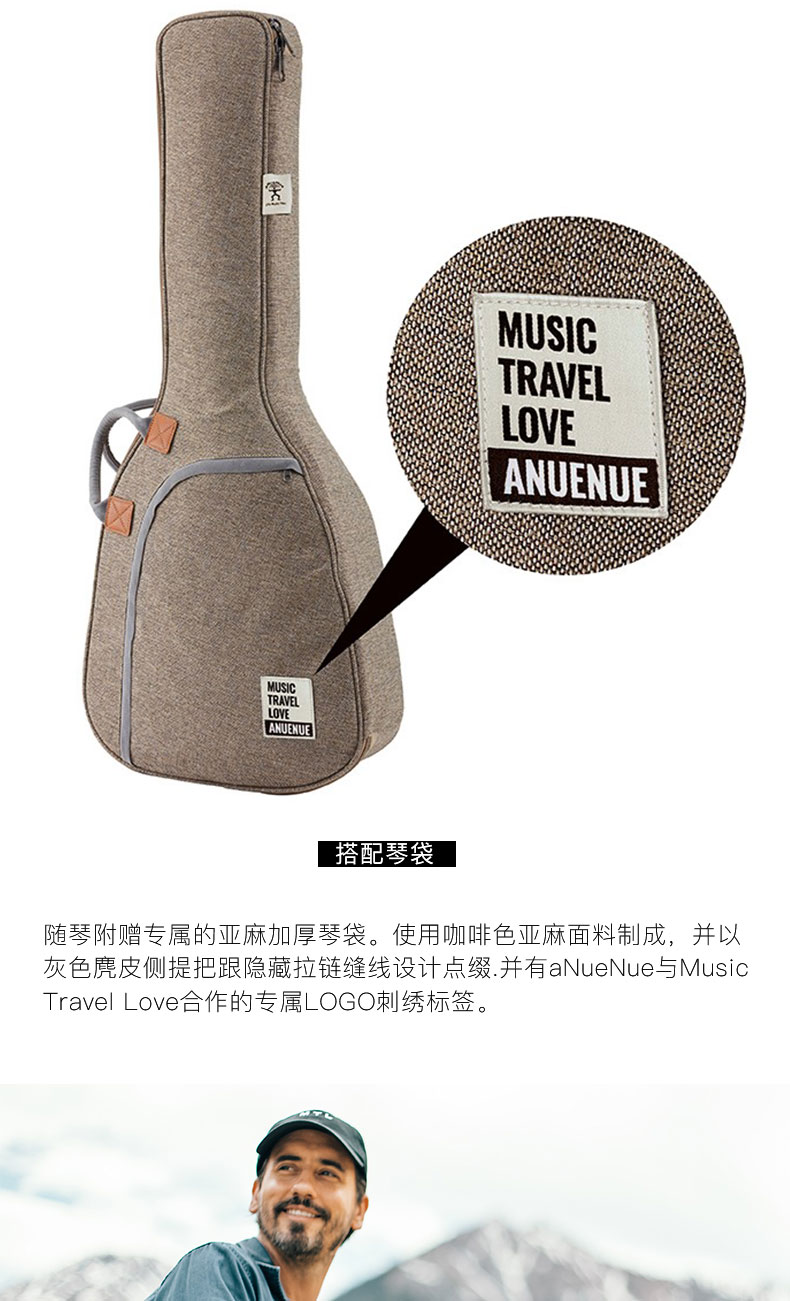 MUSIC
TRAVEL
LOVE
ANUENUE
MUSIC
TRAVEL
LOVE
ANUENUE
搭配琴袋
随琴附赠专属的亚麻加厚琴袋。使用咖啡色亚麻面料制成，并以
灰色麂皮侧提把跟隐藏拉链缝线设计点缀.并有aNueNue与Music
Travel Love合作的专属LOGO刺绣标签。
MTL